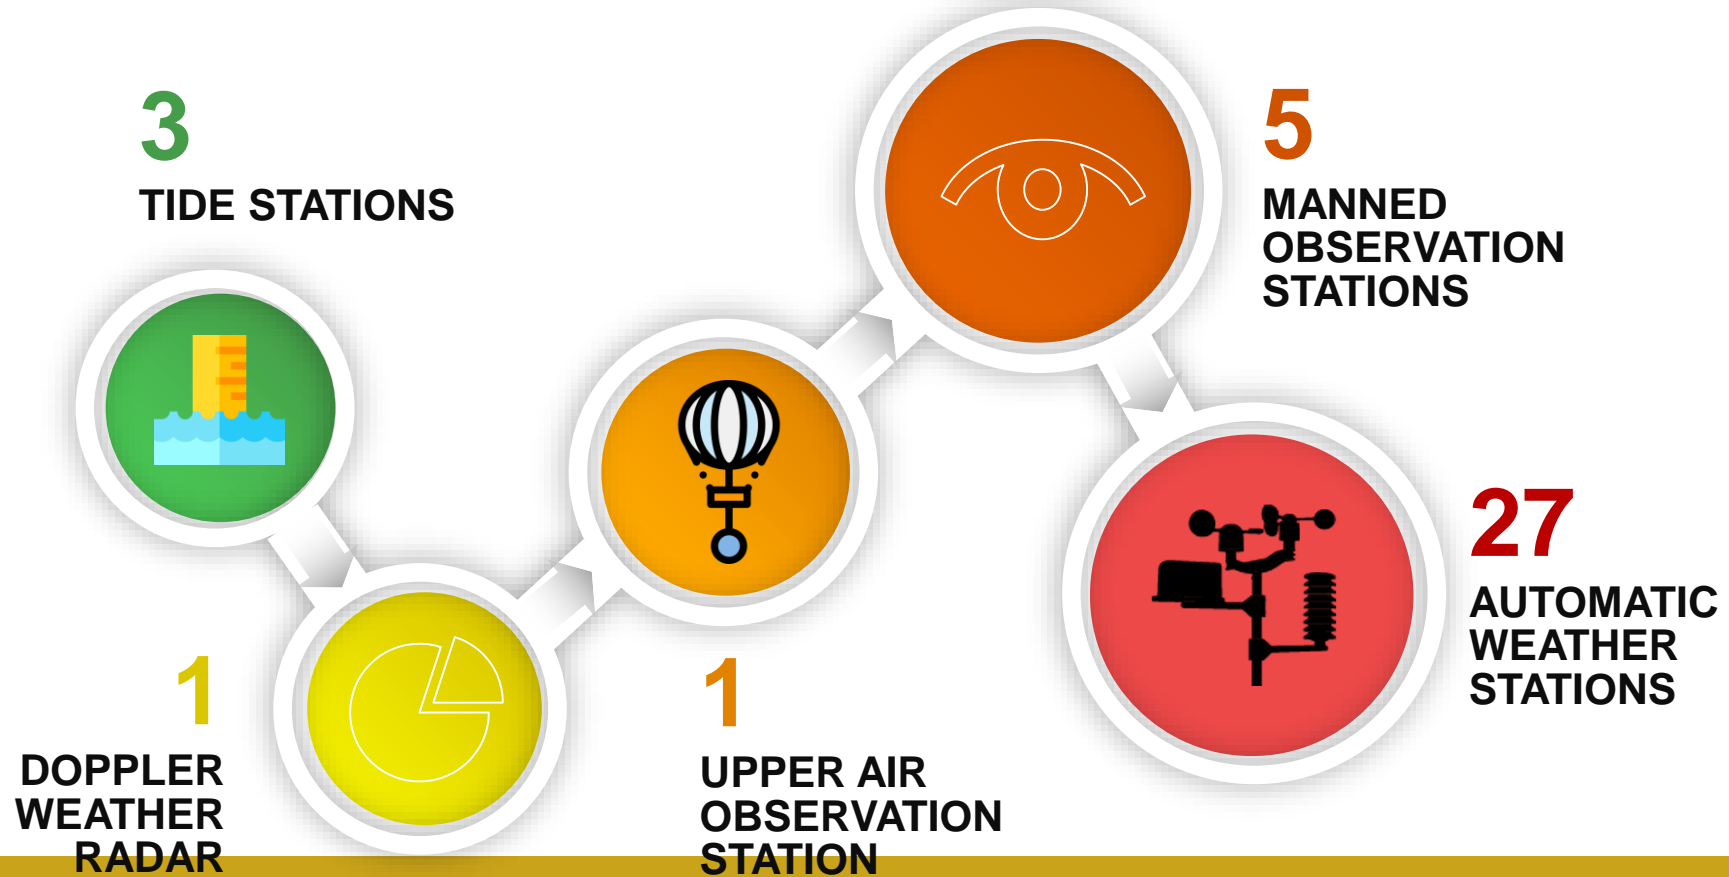 3
TIDE STATIONS
1
DOPPLER
WEATHER
RADAR
1
UPPER AIR
OBSERVATION
STATION
5
MANNED
OBSERVATION
STATIONS
27
AUTOMATIC
WEATHER
STATIONS